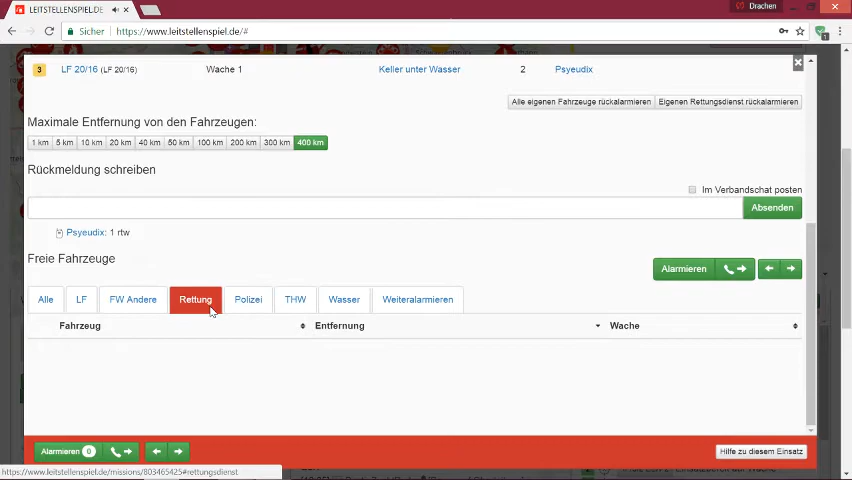 LEITSTELLENSPIEL.DE
Drachen
Sicher
https://www.leitstellenspiel.de/#
3 LF 20/16 (LF 20/16) Wache 1 Keller unter Wasser 2 Psyeudix
Alle eigenen Fahrzeuge rückalarmieren Eigenen Rettungsdienst rückalarmieren
Maximale Entfernung von den Fahrzeugen:
1 km 5 km 10 km 20 km 40 km 50 km 100 km 200 km 300 km 400 km
Rückmeldung schreiben
Im Verbandschat posten
Absenden
Psyeudix: 1 rtw
Freie Fahrzeuge
Alarmieren
Alle LF FW Andere Rettung Polizei THW Wasser Weiteralarmieren
Fahrzeug Entfernung Wache
Alarmieren 0
Hilfe zu diesem Einsatz
https://www.leitstellenspiel.de/missions/803465425#rettungsdienst